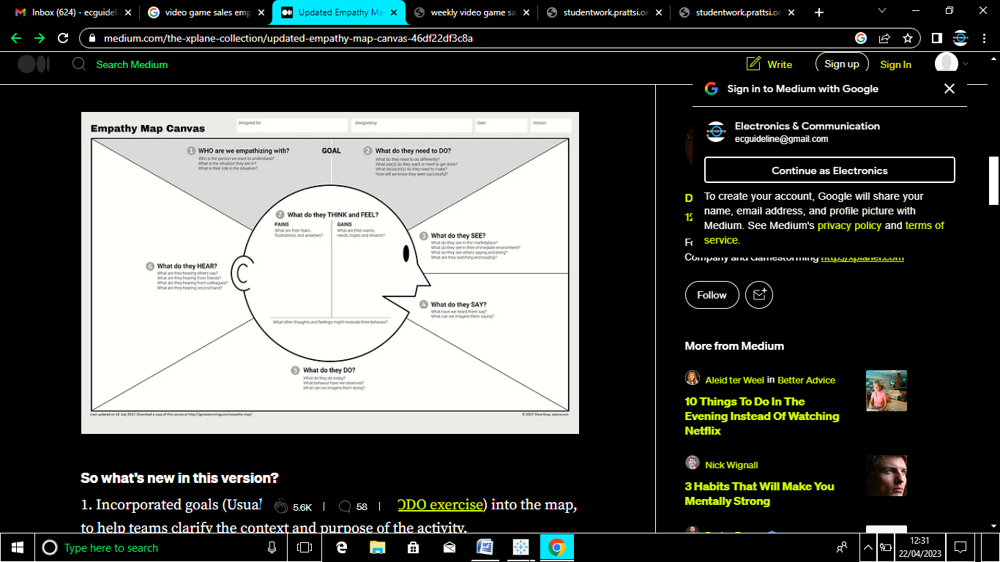 Inbox (624) - ecguideli
video game sales emp
Updated Empathy Ma
weekly video game sa
studentwork.prattsi.or
studentwork.prattsi.or
medium.com/the-xplane-collection/updated-empathy-map-canvas-46df22df3c8a
Search Medium
Write
Sign up
Sign In
Empathy Map Canvas
Designed for:
Designed by:
Date:
Version:
1 WHO are we empathizing with?
Who is the person we want to understand?
What is the situation they are in?
What is their role in the situation?
GOAL
2 What do they need to DO?
What do they need to do differently?
What job(s) do they want or need to get done?
What decision(s) do they need to make?
How will we know they were successful?
7 What do they THINK and FEEL?
PAINS
What are their fears,
frustrations, and anxieties?
GAINS
What are their wants,
needs, hopes and dreams?
3 What do they SEE?
What do they see in the marketplace?
What do they see in their immediate environment?
What do they see others saying and doing?
What are they watching and reading?
6 What do they HEAR?
What are they hearing others say?
What are they hearing from friends?
What are they hearing from colleagues?
What are they hearing second-hand?
4 What do they SAY?
What have we heard them say?
What can we imagine them saying?
What other thoughts and feelings might motivate their behavior?
5 What do they DO?
What do they do today?
What behavior have we observed?
What can we imagine them doing?
Last updated on 16 July 2017. Download a copy of this canvas at http://gamestorming.com/empathy-map/
© 2017 Dave Gray, xplane.com
So what's new in this version?
1. Incorporated goals (Usual
5.6K
58
ODO exercise) into the map,
to help teams clarify the context and purpose of the activity.
Sign in to Medium with Google
Electronics & Communication
ecguideline@gmail.com
Continue as Electronics
To create your account, Google will share your
name, email address, and profile picture with
Medium. See Medium's privacy policy and terms of
service.
D
12
Fo
Company and Gamestorming http://xplaner.com
Follow
More from Medium
Aleid ter Weel in Better Advice
10 Things To Do In The
Evening Instead Of Watching
Netflix
Nick Wignall
3 Habits That Will Make You
Mentally Strong
Type here to search
12:31
22/04/2023